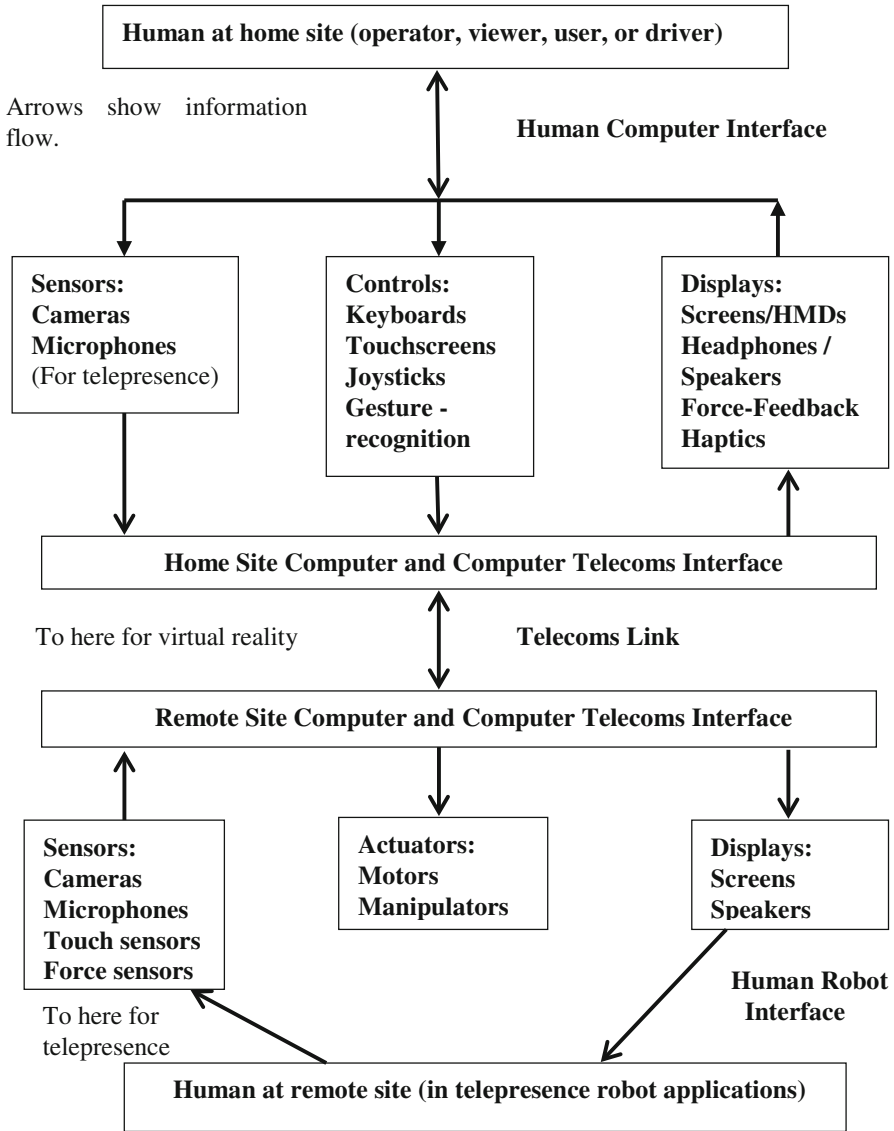 Human at home site (operator, viewer, user, or driver)
Arrows show information
flow.
Human Computer Interface
Sensors:
Cameras
Microphones
(For telepresence)
Controls:
Keyboards
Touchscreens
Joysticks
Gesture -
recognition
Displays:
Screens/HMDs
Headphones /
Speakers
Force-Feedback
Haptics
Home Site Computer and Computer Telecoms Interface
To here for virtual reality
Telecoms Link
Remote Site Computer and Computer Telecoms Interface
Sensors:
Cameras
Microphones
Touch sensors
Force sensors
Actuators:
Motors
Manipulators
Displays:
Screens
Speakers
Human Robot
Interface
To here for
telepresence
Human at remote site (in telepresence robot applications)